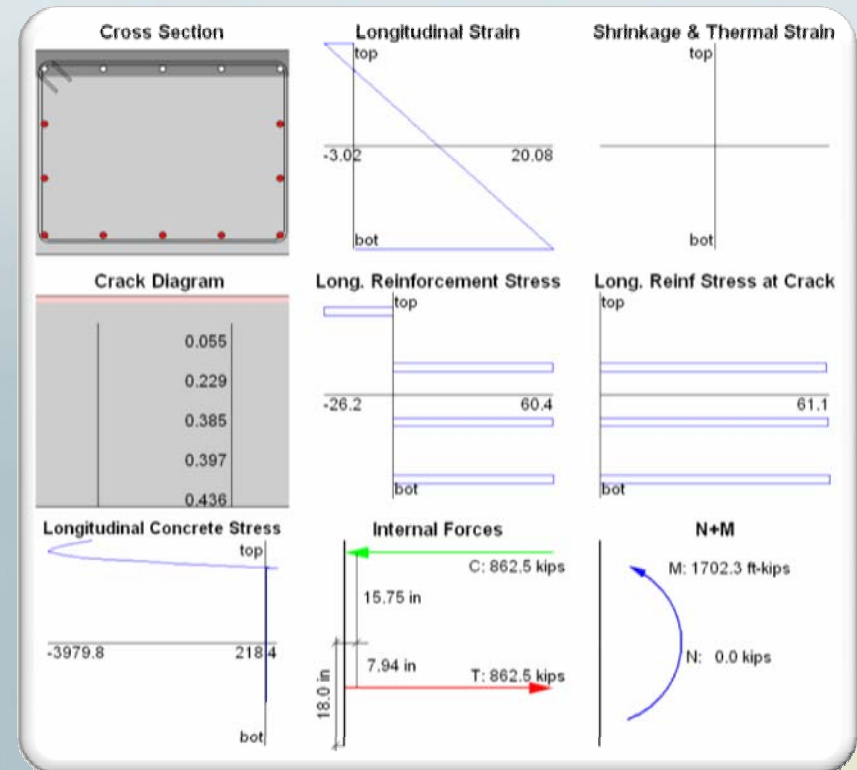 Cross Section
top
bot
Longitudinal Strain
top
-3.02
20.08
bot
Shrinkage & Thermal Strain
top
bot
Crack Diagram
0.055
0.229
0.385
0.397
0.436
Long. Reinforcement Stress
top
-26.2
60.4
bot
Long. Reinf Stress at Crack
top
61.1
bot
Longitudinal Concrete Stress
top
-3979.8
218.4
bot
Internal Forces
C: 862.5 kips
15.75 in
7.94 in
T: 862.5 kips
18.0 in
N+M
M: 1702.3 ft-kips
N: 0.0 kips